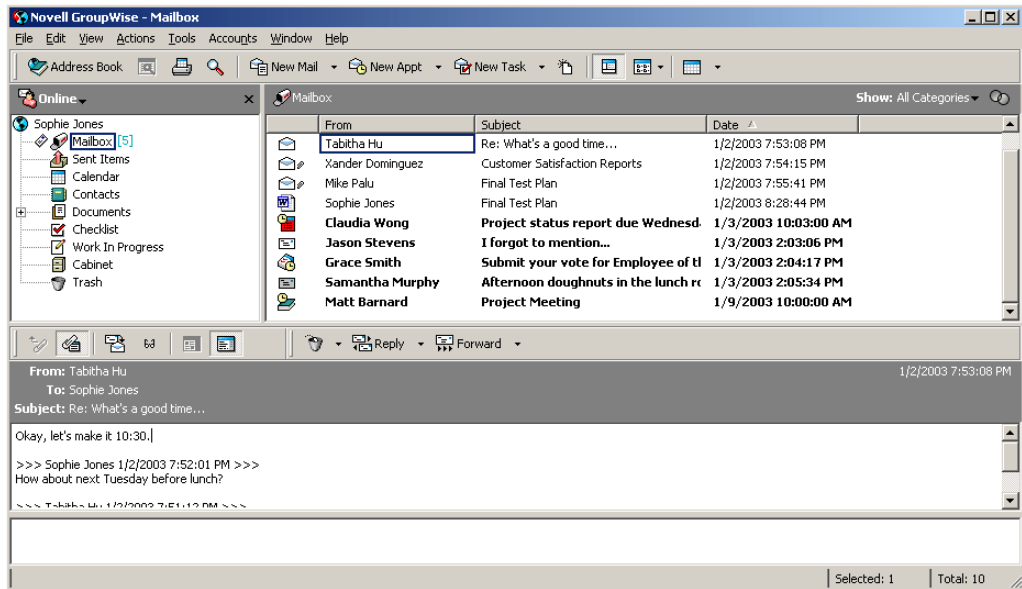 Novell GroupWise - Mailbox
File Edit View Actions Tools Accounts Window Help
Address Book New Mail New Appt New Task
Online Mailbox Show: All Categories
Sophie Jones
Mailbox [5]
Sent Items
Calendar
Contacts
Documents
Checklist
Work In Progress
Cabinet
Trash
From Subject Date
Tabitha Hu Re: What's a good time... 1/2/2003 7:53:08 PM
Xander Dominguez Customer Satisfaction Reports 1/2/2003 7:54:15 PM
Mike Palu Final Test Plan 1/2/2003 7:55:41 PM
Sophie Jones Final Test Plan 1/2/2003 8:28:44 PM
Claudia Wong Project status report due Wednesd 1/3/2003 10:03:00 AM
Jason Stevens I forgot to mention... 1/3/2003 2:03:06 PM
Grace Smith Submit your vote for Employee of tl 1/3/2003 2:04:17 PM
Samantha Murphy Afternoon doughnuts in the lunch rc 1/3/2003 2:05:34 PM
Matt Barnard Project Meeting 1/9/2003 10:00:00 AM
Reply Forward
From: Tabitha Hu 1/2/2003 7:53:08 PM
To: Sophie Jones
Subject: Re: What's a good time...
Okay, let's make it 10:30.
>>> Sophie Jones 1/2/2003 7:52:01 PM >>>
How about next Tuesday before lunch?
>>> Tabitha Hu 1/2/2003 7:51:12 PM >>>
Selected: 1 Total: 10